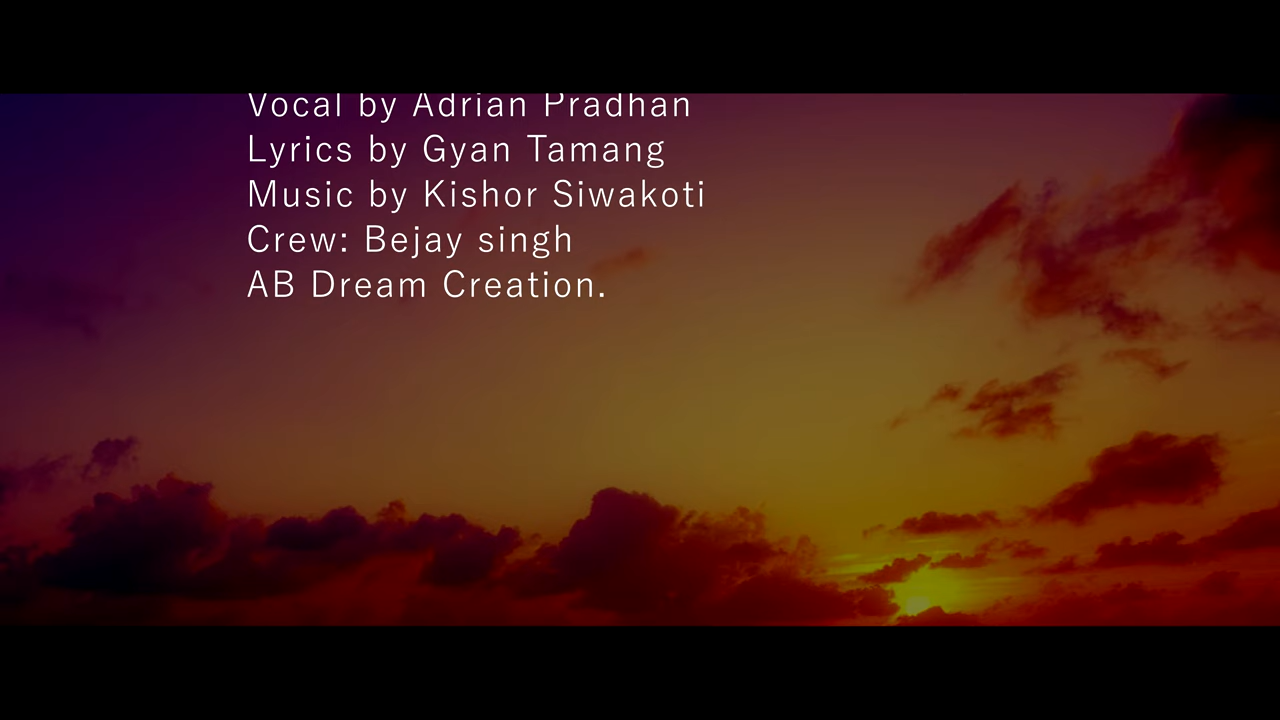 Vocal by Adrian Pradhan
Lyrics by Gyan Tamang
Music by Kishor Siwakoti
Crew: Bejay singh
AB Dream Creation.